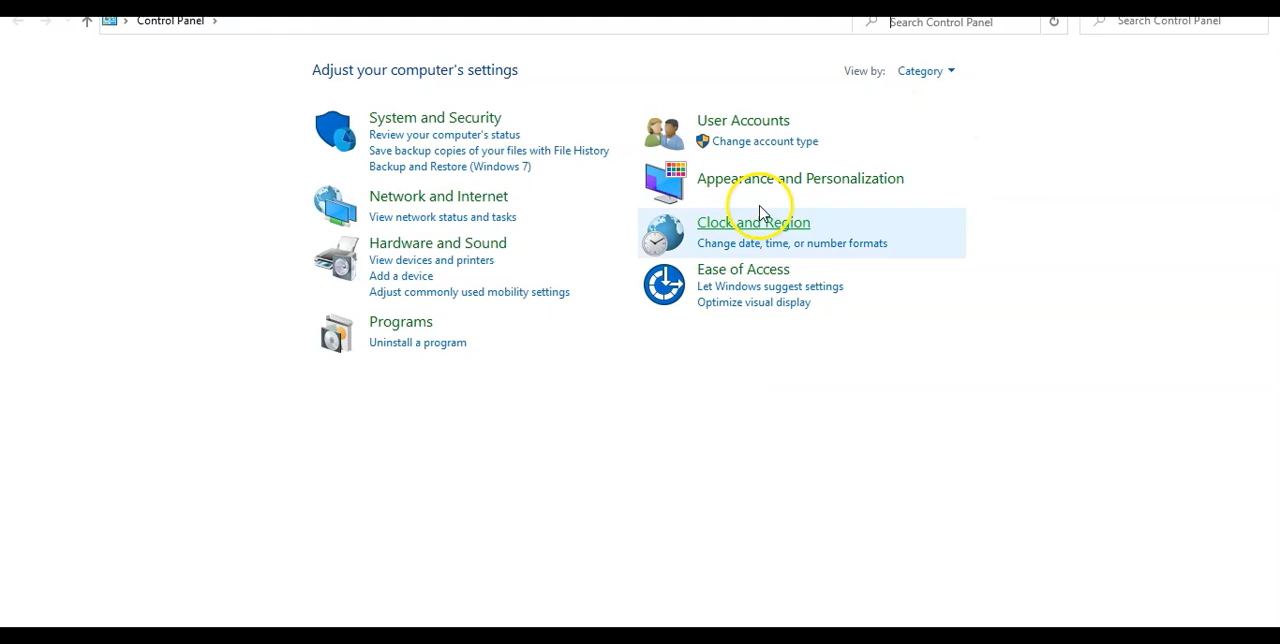 Control Panel
Search Control Panel
Search Control Panel
Adjust your computer's settings
View by: Category
System and Security
Review your computer's status
Save backup copies of your files with File History
Backup and Restore (Windows 7)
Network and Internet
View network status and tasks
Hardware and Sound
View devices and printers
Add a device
Adjust commonly used mobility settings
Programs
Uninstall a program
User Accounts
Change account type
Appearance and Personalization
Clock and Region
Change date, time, or number formats
Ease of Access
Let Windows suggest settings
Optimize visual display